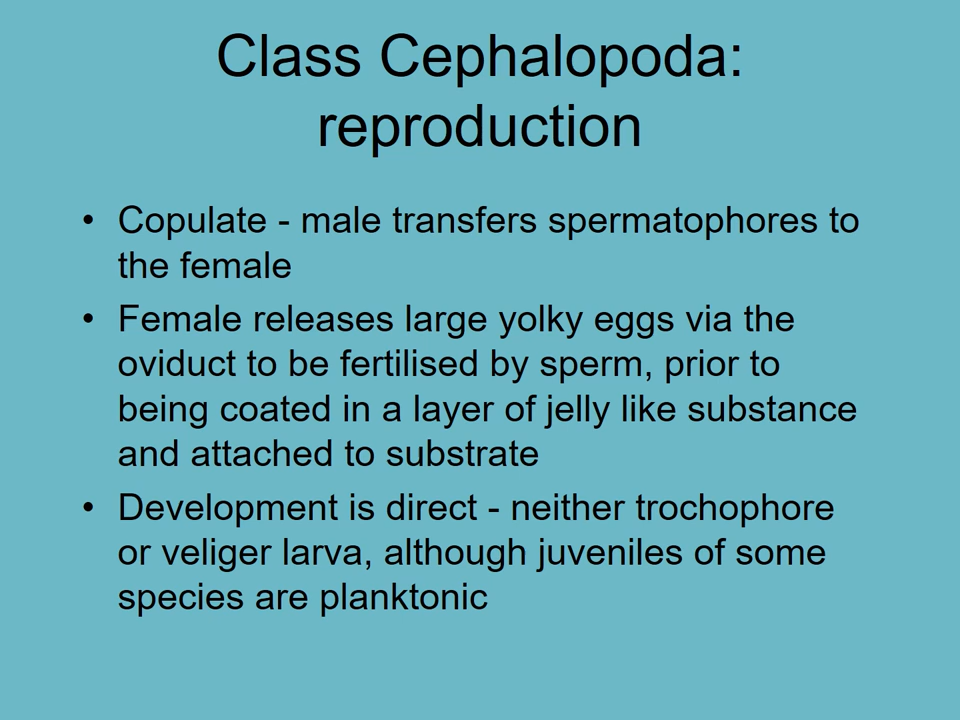 Class Cephalopoda:
reproduction
• Copulate - male transfers spermatophores to
the female
• Female releases large yolky eggs via the
oviduct to be fertilised by sperm, prior to
being coated in a layer of jelly like substance
and attached to substrate
• Development is direct - neither trochophore
or veliger larva, although juveniles of some
species are planktonic